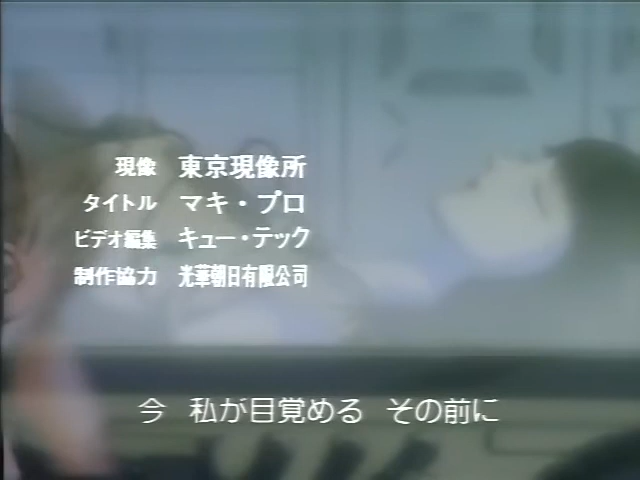 現像 東京現像所
タイトル マキ・プロ
ビデオ編集 キュー・テック
制作協力 光華朝日有限公司
今 私が目覚める その前に